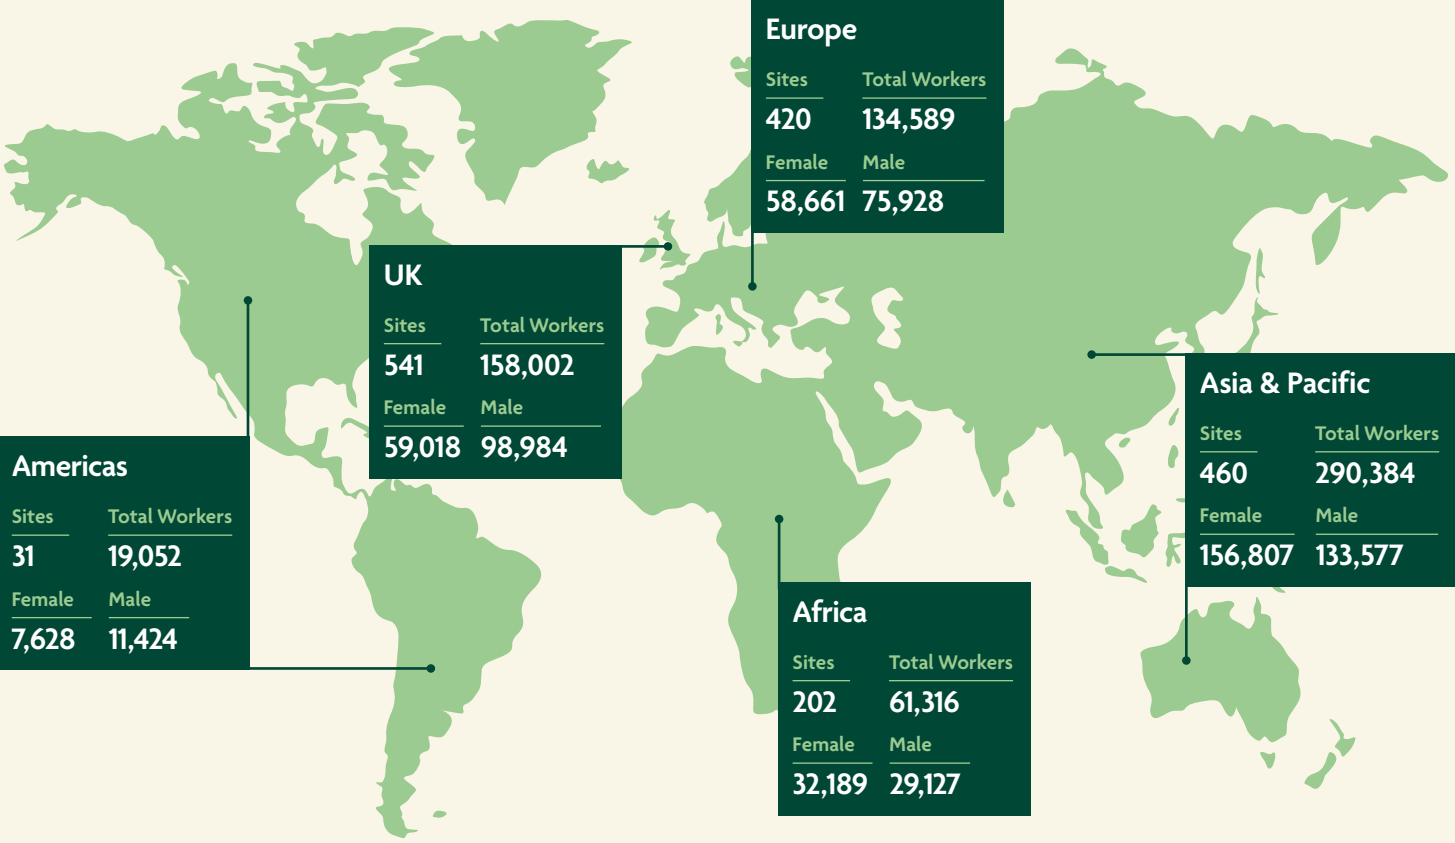 Europe
Sites Total Workers
420 134,589
Female Male
58,661 75,928
UK
Sites Total Workers
541 158,002
Female Male
59,018 98,984
Asia & Pacific
Sites Total Workers
460 290,384
Female Male
156,807 133,577
Americas
Sites Total Workers
31 19,052
Female Male
7,628 11,424
Africa
Sites Total Workers
202 61,316
Female Male
32,189 29,127